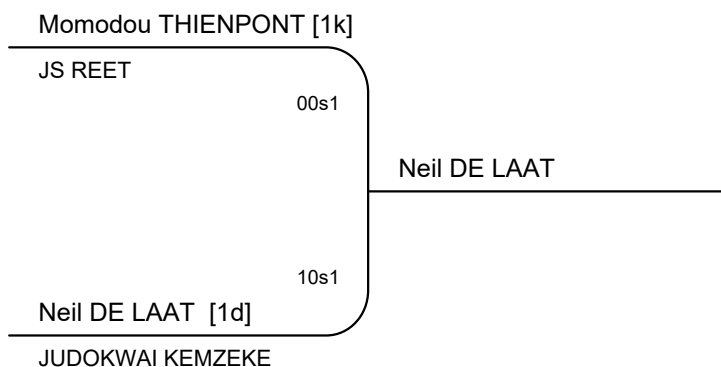 Momodou THIENPONT [1k]
JS REET
00s1
Neil DE LAAT
10s1
Neil DE LAAT [1d]
JUDOKWAI KEMZEKE